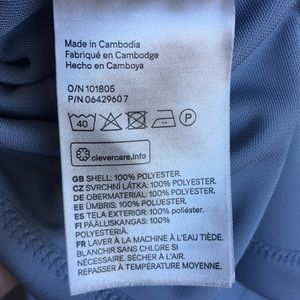 Made in Cambodia
Fabriqué en Cambodge
Hecho en Camboya
O/N 101805
P/N 06429607
40
P
clevercare.info
GB SHELL: 100% POLYESTER.
CZ SVRCHNÍ LÁTKA: 100% POLYESTER.
DE OBERMATERIAL: 100% POLYESTER.
EE ÜMBRIS: 100% POLÜESTER.
ES TELA EXTERIOR: 100% POLIÉSTER.
FI PÄÄLLISKANGAS: 100%
POLYESTERIÄ.
FR LAVER À LA MACHINE À L'EAU TIÈDE.
BLANCHIR SANS CHLORE SI
NÉCESSAIRE. SÉCHER À L'AIR.
REPASSER À TEMPÉRATURE MOYENNE.